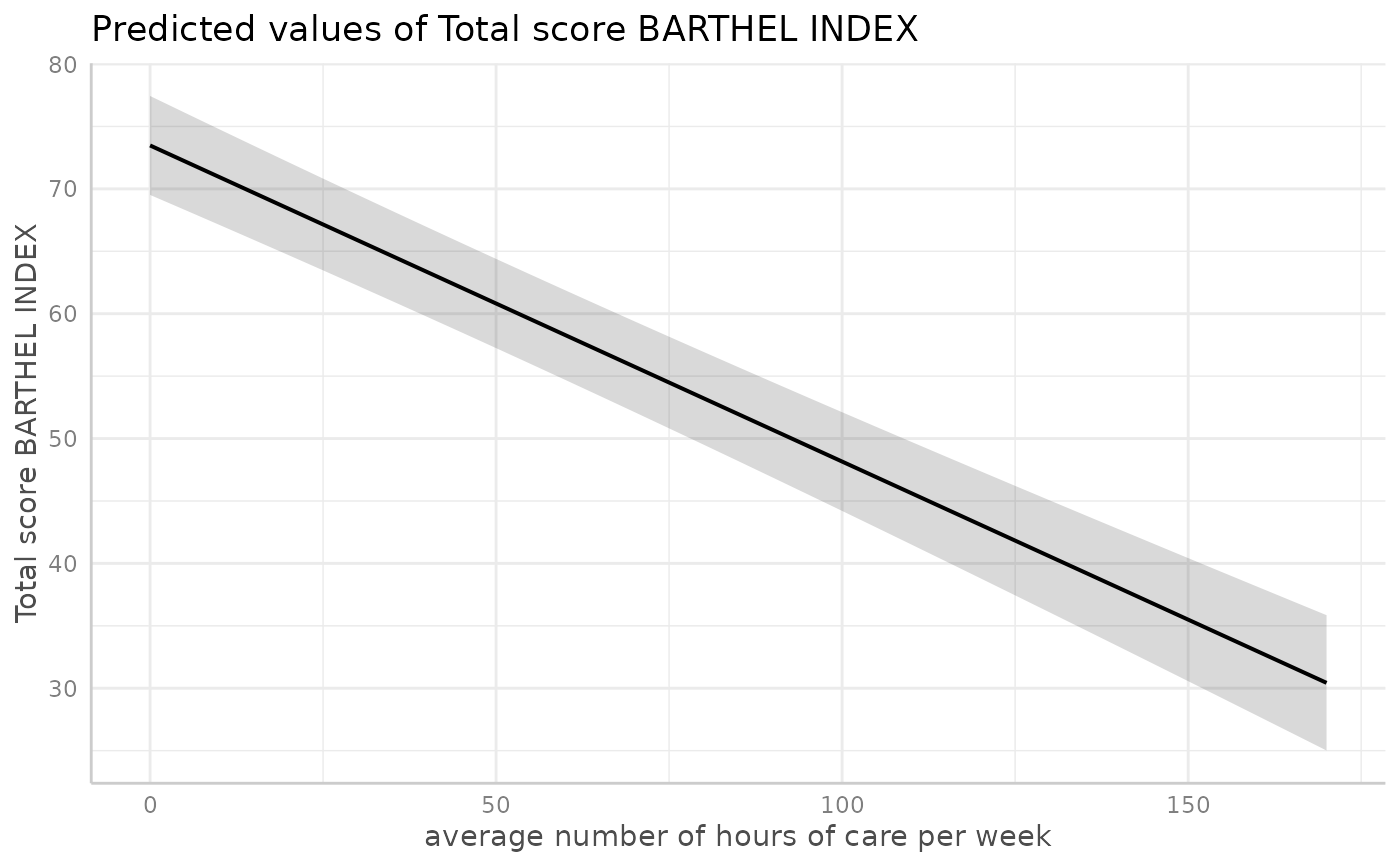 Predicted values of Total score BARTHEL INDEX
Total score BARTHEL INDEX
80
70
60
50
40
30
0 50 100 150
average number of hours of care per week